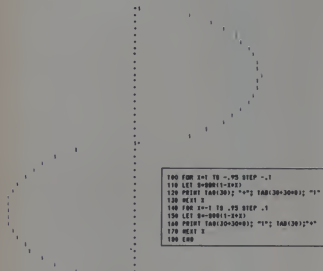 100 FOR X=1 TO -.95 STEP -.1
110 LET S=SQR(1-X*X)
120 PRINT TAB(30); "+"; TAB(30+30*S); "1"
130 NEXT X
140 FOR X=-1 TO .95 STEP .1
150 LET S=-SQR(1-X*X)
160 PRINT TAB(30+30*S); "1"; TAB(30);"+"
170 NEXT X
180 END